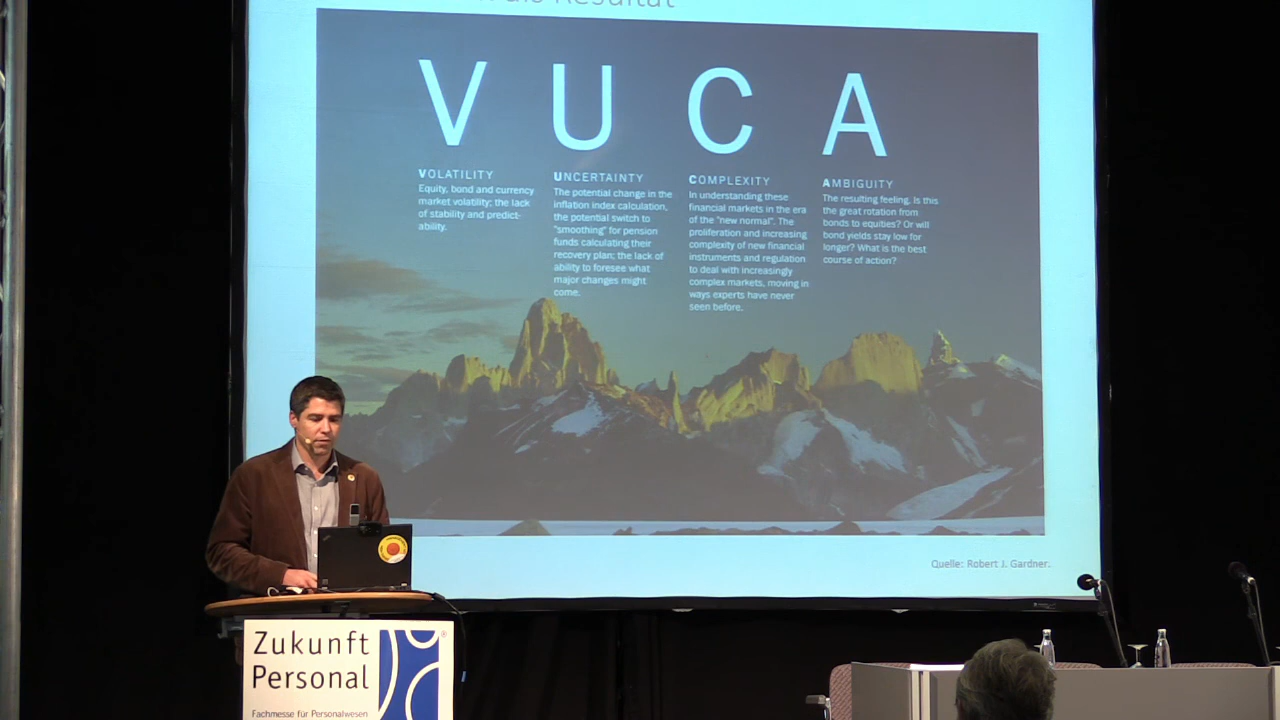 Resultat
V U C A
VOLATILITY
Equity, bond and currency
market volatility; the lack
of stability and predict-
ability.
UNCERTAINTY
The potential change in the
inflation index calculation,
the potential switch to
"smoothing" for pension
funds calculating their
recovery plan; the lack of
ability to foresee what
major changes might
come.
COMPLEXITY
In understanding these
financial markets in the era
of the "new normal". The
proliferation and increasing
complexity of new financial
instruments and regulation
to deal with increasingly
complex markets, moving in
ways experts have never
seen before.
AMBIGUITY
The resulting feeling. Is this
the great rotation from
bonds to equities? Or will
bond yields stay low for
longer? What is the best
course of action?
Quelle: Robert J. Gardner.
Zukunft
Personal
®
Fachmesse für Personalwesen